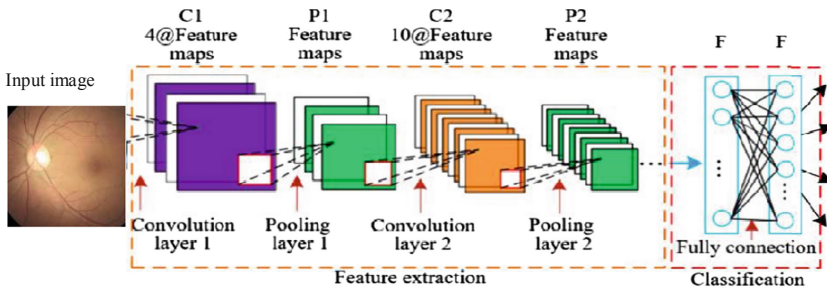 C1
4@Feature
maps
P1
Feature
maps
C2
10@Feature
maps
P2
Feature
maps
F
F
Input image
Convolution
layer 1
Pooling
layer 1
Convolution
layer 2
Pooling
layer 2
Fully connection
Feature extraction
Classification